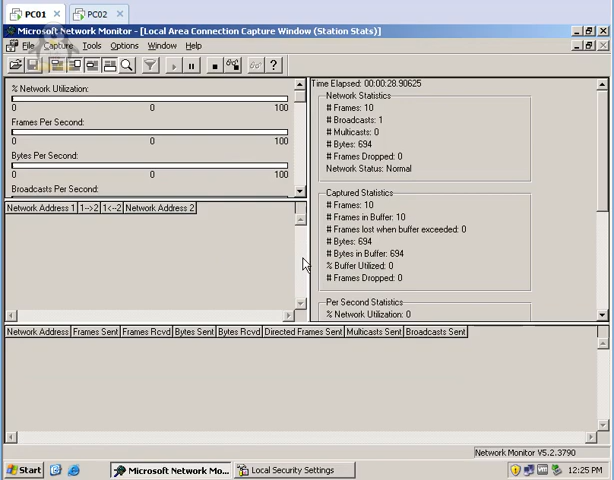 PC01 × PC02 ×
Microsoft Network Monitor - [Local Area Connection Capture Window (Station Stats)]
File Capture Tools Options Window Help
% Network Utilization:
0 0 100
Frames Per Second:
0 0 100
Bytes Per Second:
0 0 100
Broadcasts Per Second:
Time Elapsed: 00:00:28.90625
Network Statistics
# Frames: 10
# Broadcasts: 1
# Multicasts: 0
# Bytes: 694
# Frames Dropped: 0
Network Status: Normal
Captured Statistics
# Frames: 10
# Frames in Buffer: 10
# Frames lost when buffer exceeded: 0
# Bytes: 694
# Bytes in Buffer: 694
% Buffer Utilized: 0
# Frames Dropped: 0
Per Second Statistics
% Network Utilization: 0
Network Address 1 1-->2 1<--2 Network Address 2
Network Address Frames Sent Frames Rcvd Bytes Sent Bytes Rcvd Directed Frames Sent Multicasts Sent Broadcasts Sent
Network Monitor V5.2.3790
Start Microsoft Network Mo... Local Security Settings 12:25 PM